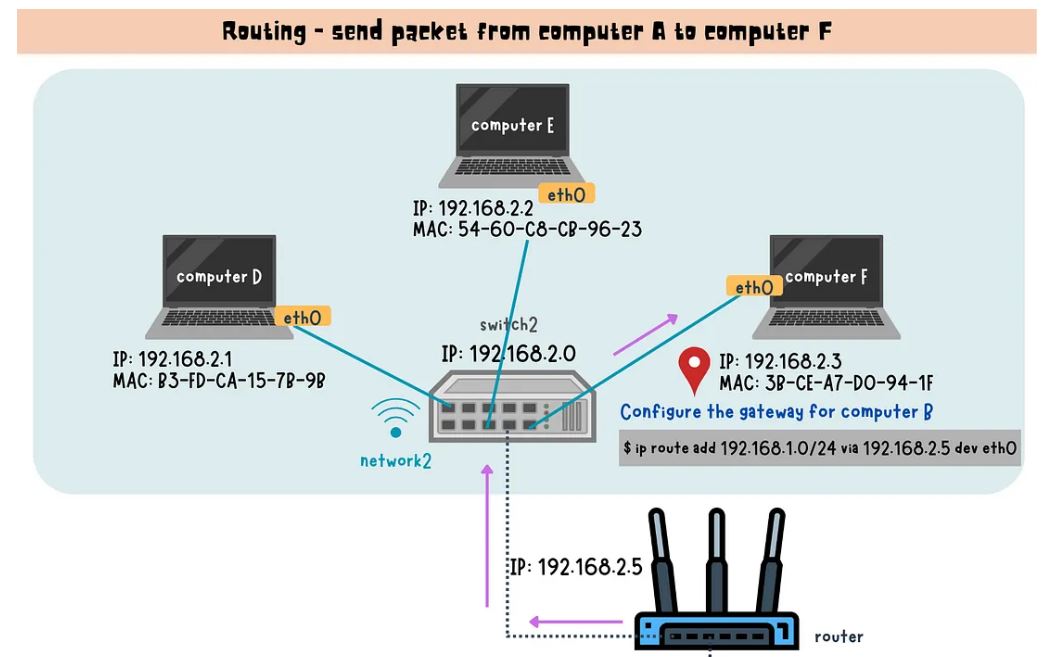 Routing - send packet from computer A to computer F
computer E
eth0
IP: 192.168.2.2
MAC: 54-60-C8-CB-96-23
computer D
eth0
IP: 192.168.2.1
MAC: B3-FD-CA-15-7B-9B
computer F
eth0
IP: 192.168.2.3
MAC: 3B-CE-A7-D0-94-1F
switch2
IP: 192.168.2.0
network2
Configure the gateway for computer B
$ ip route add 192.168.1.0/24 via 192.168.2.5 dev eth0
IP: 192.168.2.5
router